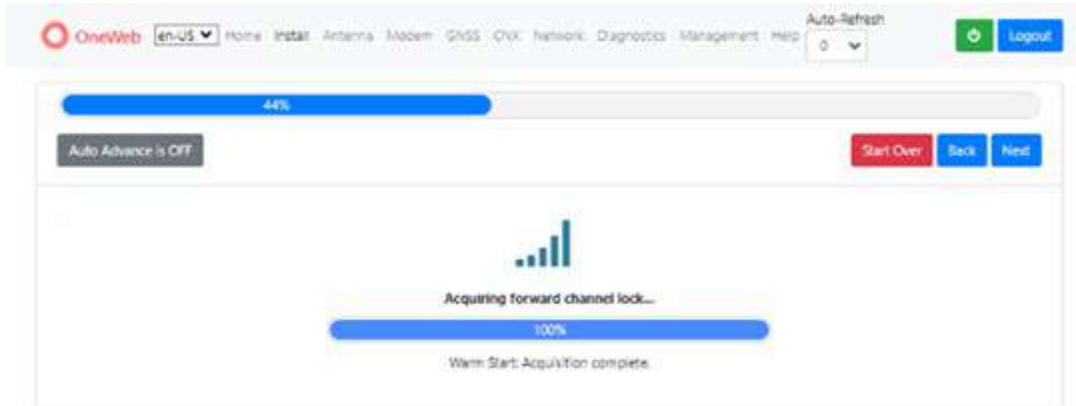 Auto-Refresh
OneWeb en-US Home Install Antenna Modem GNSS CNX Network Diagnostics Management Help 0 Logout
44%
Auto Advance is OFF Start Over Back Next
Acquiring forward channel lock...
100%
Warm Start: Acquisition complete.